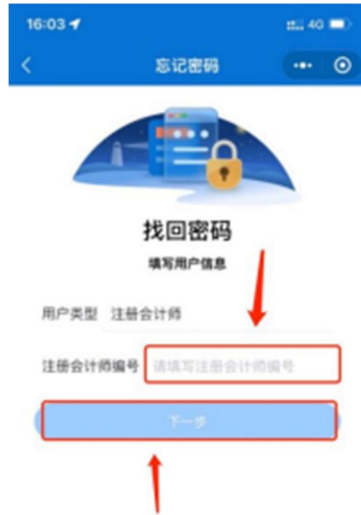 16:03 4G
忘记密码
找回密码
填写用户信息
用户类型 注册会计师
注册会计师编号 请填写注册会计师编号
下一步